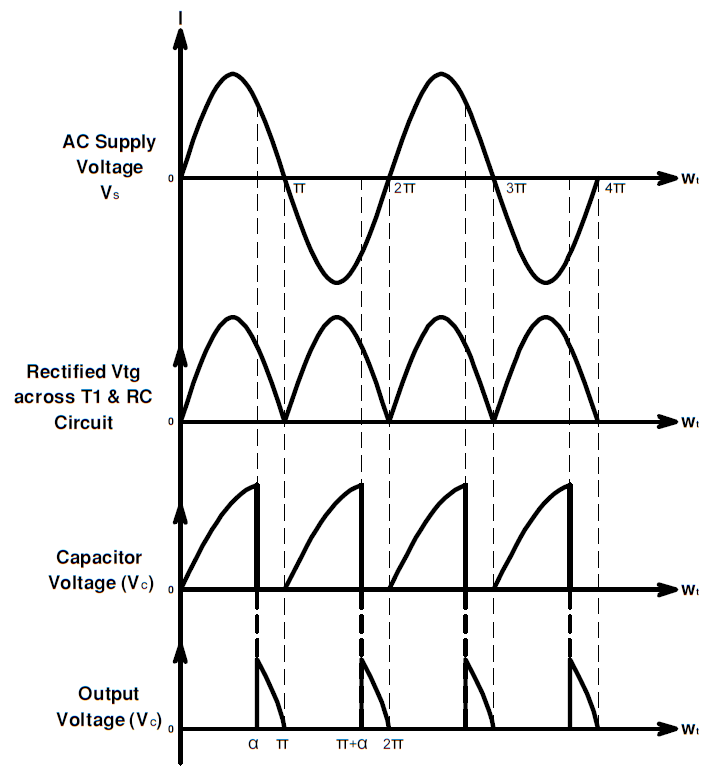 I
AC Supply
Voltage
Vs
0
π
2π
3π
4π
Wt
Rectified Vtg
across T1 & RC
Circuit
0
Wt
Capacitor
Voltage (Vc)
0
Wt
Output
Voltage (Vc)
0
Wt
α π π+α 2π